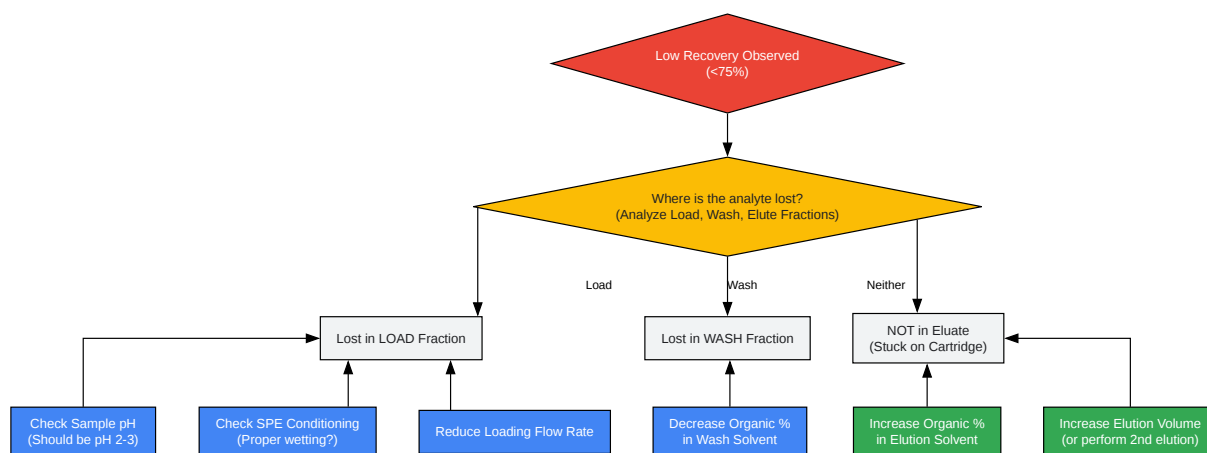 Low Recovery Observed
(<75%)
Where is the analyte lost?
(Analyze Load, Wash, Elute Fractions)
Load
Wash
Neither
Lost in LOAD Fraction
Lost in WASH Fraction
NOT in Eluate
(Stuck on Cartridge)
Check Sample pH
(Should be pH 2-3)
Check SPE Conditioning
(Proper wetting?)
Reduce Loading Flow Rate
Decrease Organic %
in Wash Solvent
Increase Organic %
in Elution Solvent
Increase Elution Volume
(or perform 2nd elution)